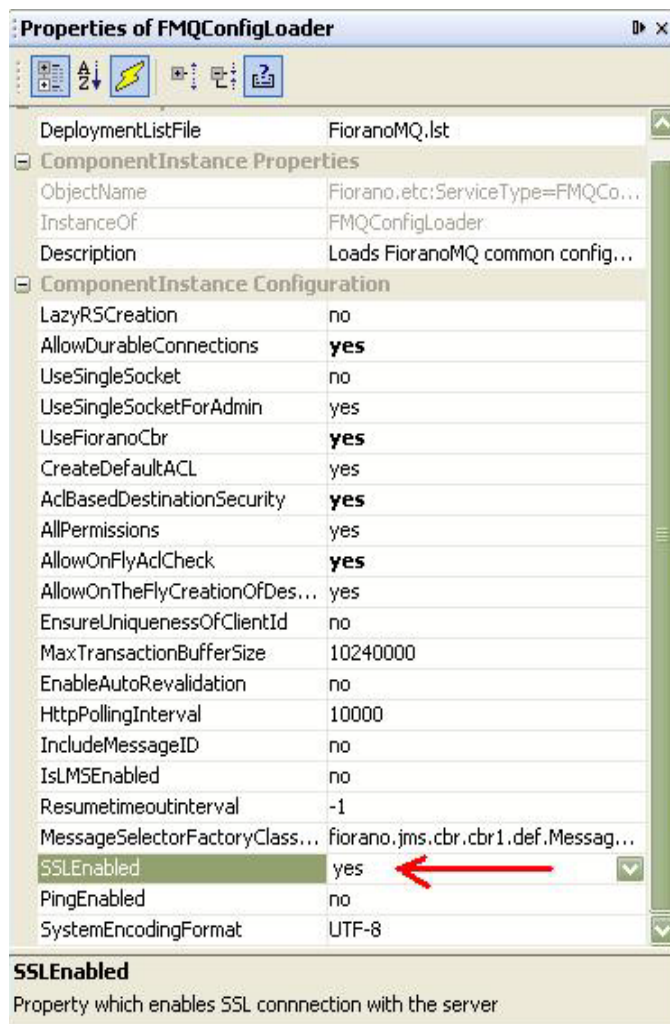 Properties of FMQConfigLoader
DeploymentListFile FioranoMQ.lst
ComponentInstance Properties
ObjectName Fiorano.etc:ServiceType=FMQCo...
InstanceOf FMQConfigLoader
Description Loads FioranoMQ common config...
ComponentInstance Configuration
LazyRSCreation no
AllowDurableConnections yes
UseSingleSocket no
UseSingleSocketForAdmin yes
UseFioranoCbr yes
CreateDefaultACL yes
AclBasedDestinationSecurity yes
AllPermissions yes
AllowOnFlyAclCheck yes
AllowOnTheFlyCreationOfDes... yes
EnsureUniquenessOfClientId no
MaxTransactionBufferSize 10240000
EnableAutoRevalidation no
HttpPollingInterval 10000
IncludeMessageID no
IsLMSEnabled no
Resumetimeoutinterval -1
MessageSelectorFactoryClass... fiorano.jms.cbr.cbr1.def.Messag...
SSLEnabled yes
PingEnabled no
SystemEncodingFormat UTF-8
SSLEnabled
Property which enables SSL connnection with the server